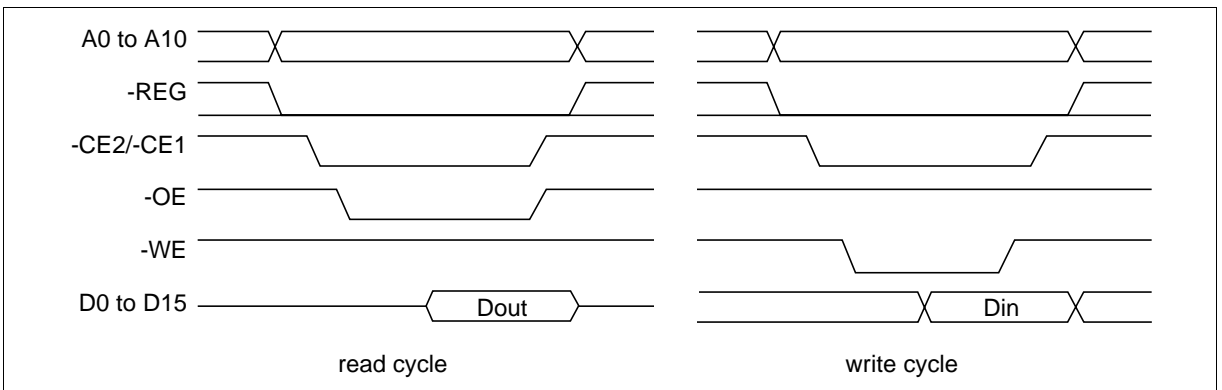 A0 to A10
-REG
-CE2/-CE1
-OE
-WE
D0 to D15
Dout
Din
read cycle
write cycle